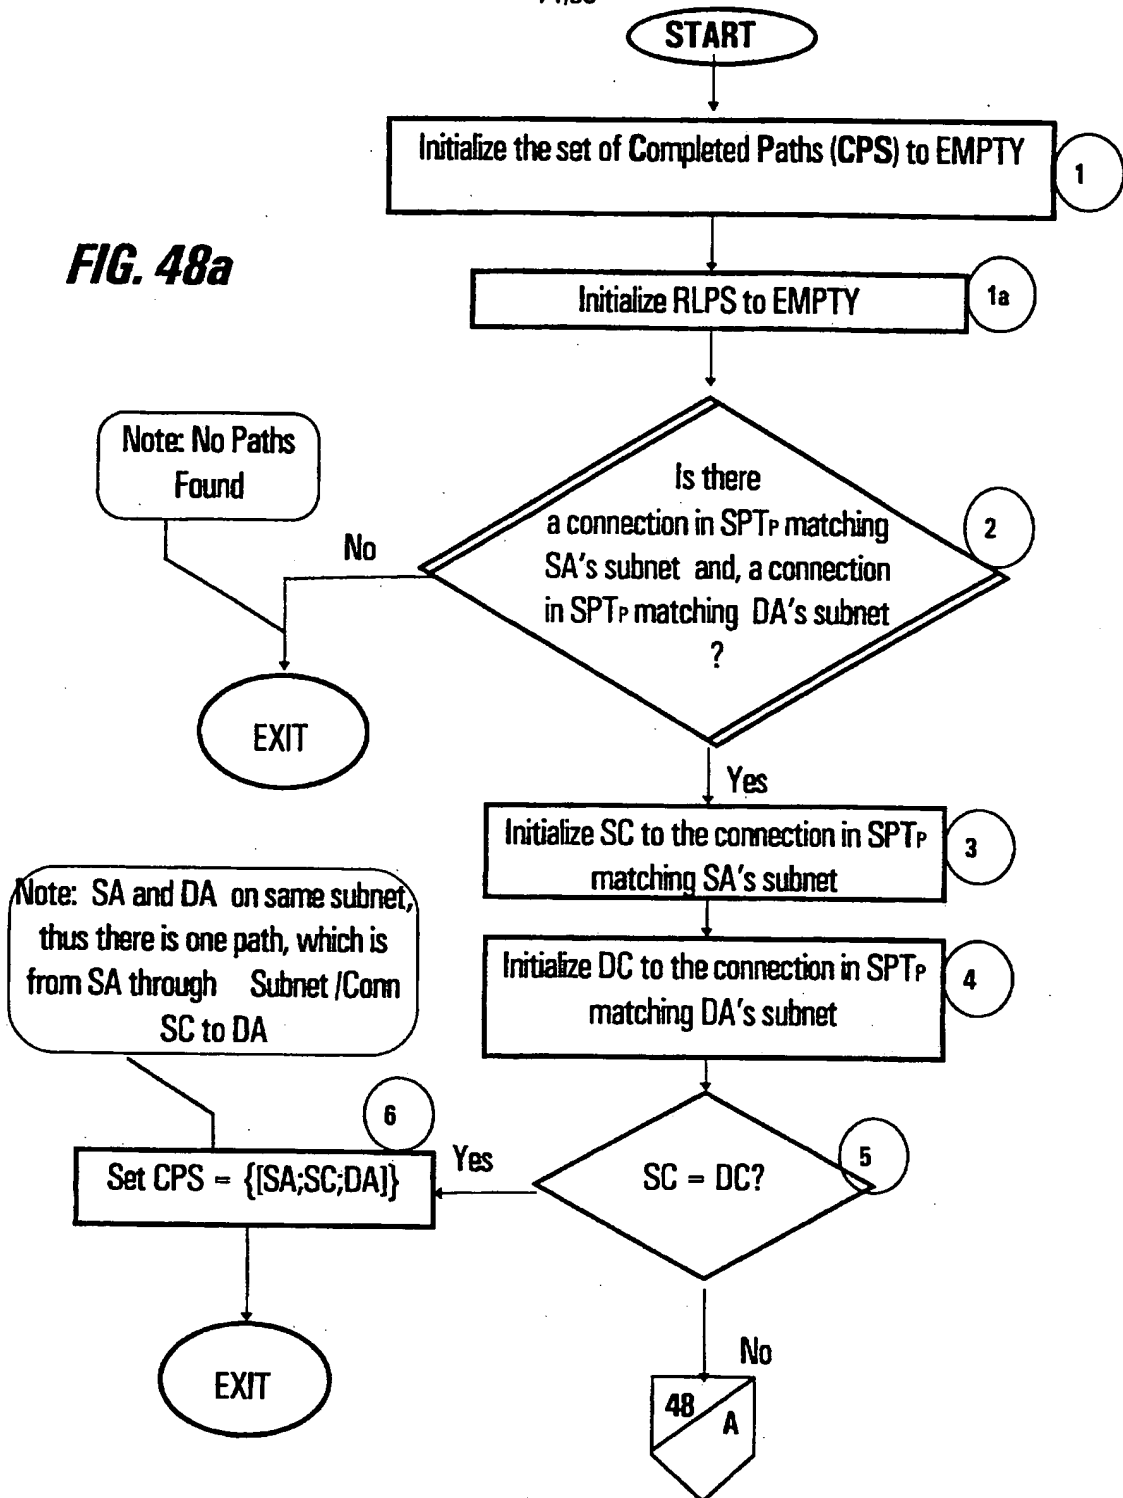 START
Initialize the set of Completed Paths (CPS) to EMPTY
1
FIG. 48a
Initialize RLPS to EMPTY
1a
Note: No Paths
Found
Is there
a connection in SPTP matching
SA's subnet and, a connection
in SPTP matching DA's subnet
?
2
No
EXIT
Yes
Initialize SC to the connection in SPTP
matching SA's subnet
3
Note: SA and DA on same subnet,
thus there is one path, which is
from SA through Subnet /Conn
SC to DA
Initialize DC to the connection in SPTP
matching DA's subnet
4
6
Set CPS = {[SA;SC;DA]}
Yes
SC = DC?
5
EXIT
No
48
A